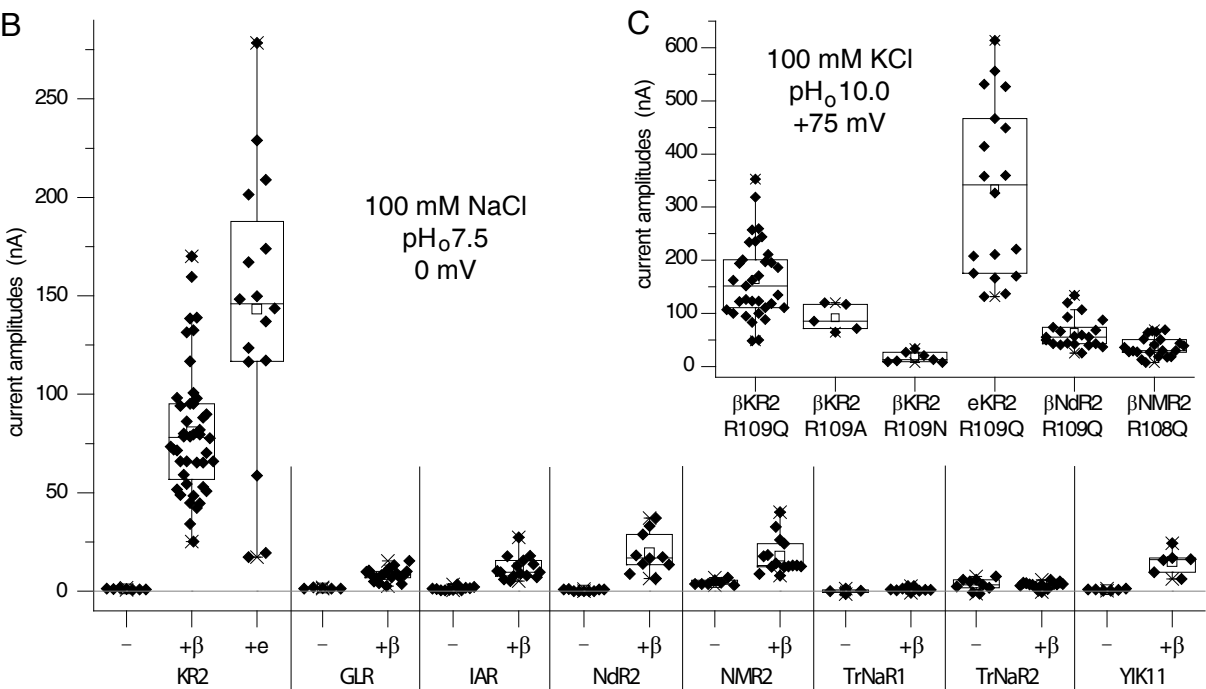 B
current amplitudes (nA)
250
200
150
100
50
0
100 mM NaCl
pHo7.5
0 mV
− +β +e − +β − +β − +β − +β − +β − +β − +β
KR2 GLR IAR NdR2 NMR2 TrNaR1 TrNaR2 YIK11
C
current amplitudes (nA)
600
500
400
300
200
100
0
100 mM KCl
pHo10.0
+75 mV
βKR2 βKR2 βKR2 eKR2 βNdR2 βNMR2
R109Q R109A R109N R109Q R109Q R108Q